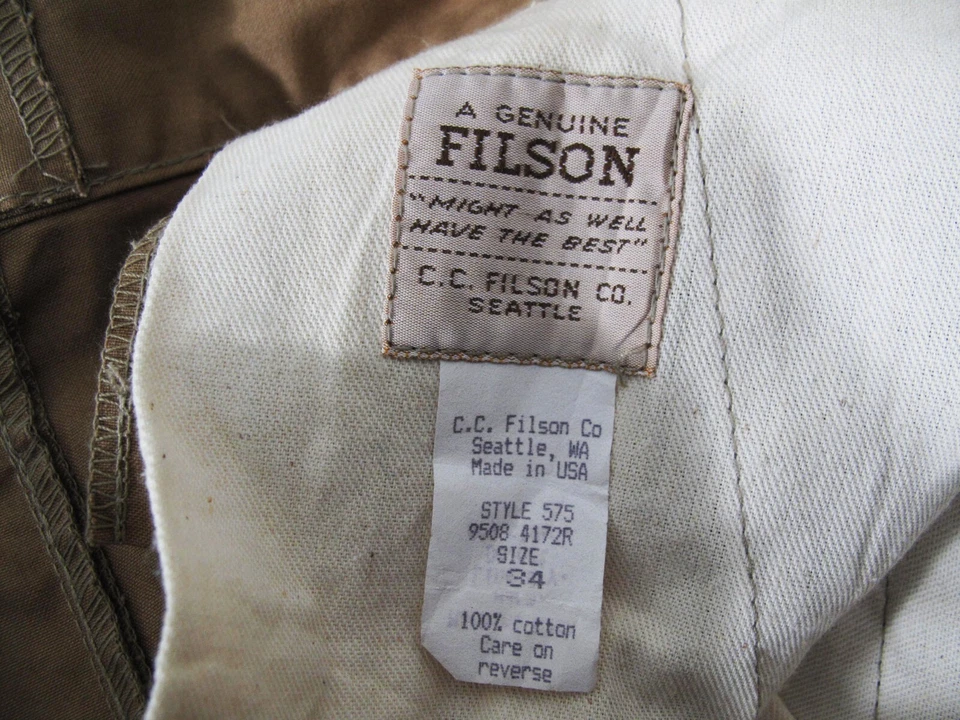 A GENUINE
FILSON
"MIGHT AS WELL
HAVE THE BEST"
C.C. FILSON CO.
SEATTLE
C.C. Filson Co
Seattle, WA
Made in USA
STYLE 575
9508 4172R
SIZE
34
100% cotton
Care on
reverse